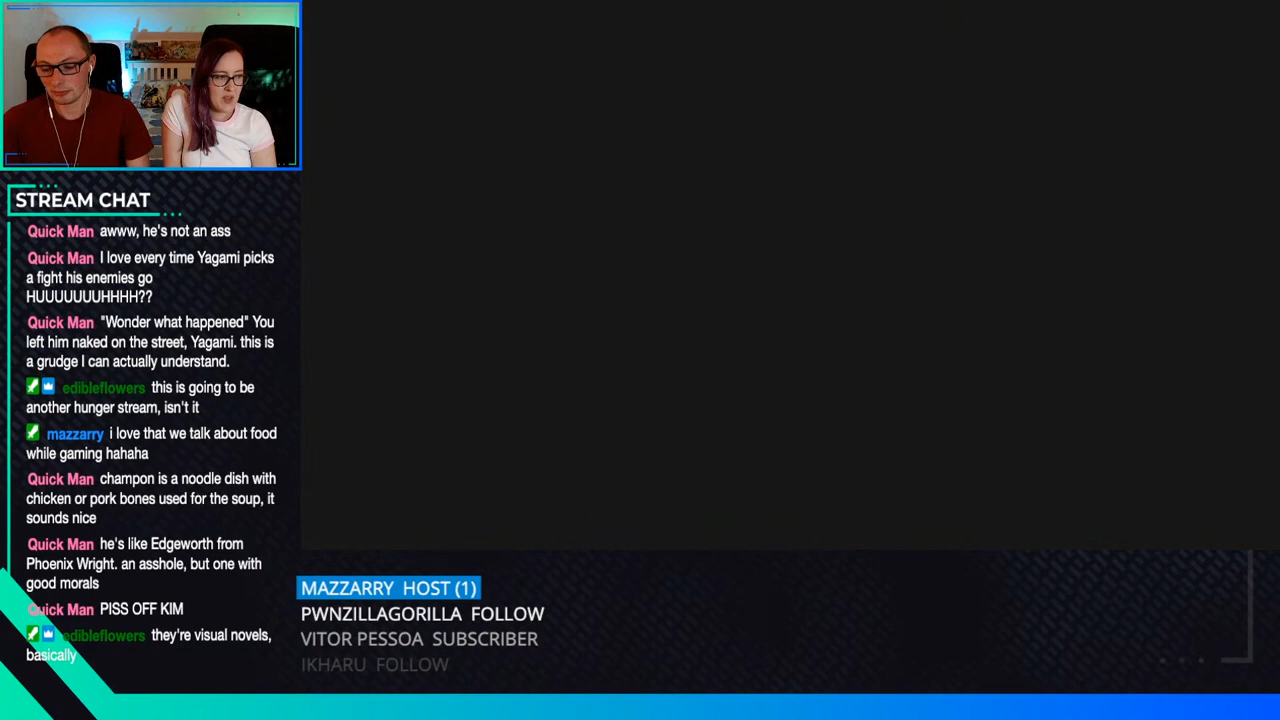 STREAM CHAT
Quick Man awww, he's not an ass
Quick Man I love every time Yagami picks
a fight his enemies go
HUUUUUUUHHHH??
Quick Man "Wonder what happened" You
left him naked on the street, Yagami. this is
a grudge I can actually understand.
edibleflowers this is going to be
another hunger stream, isn't it
mazzarry i love that we talk about food
while gaming hahaha
Quick Man champon is a noodle dish with
chicken or pork bones used for the soup, it
sounds nice
Quick Man he's like Edgeworth from
Phoenix Wright. an asshole, but one with
good morals
Quick Man PISS OFF KIM
edibleflowers they're visual novels,
basically
MAZZARRY HOST (1)
PWNZILLAGORILLA FOLLOW
VITOR PESSOA SUBSCRIBER
IKHARU FOLLOW